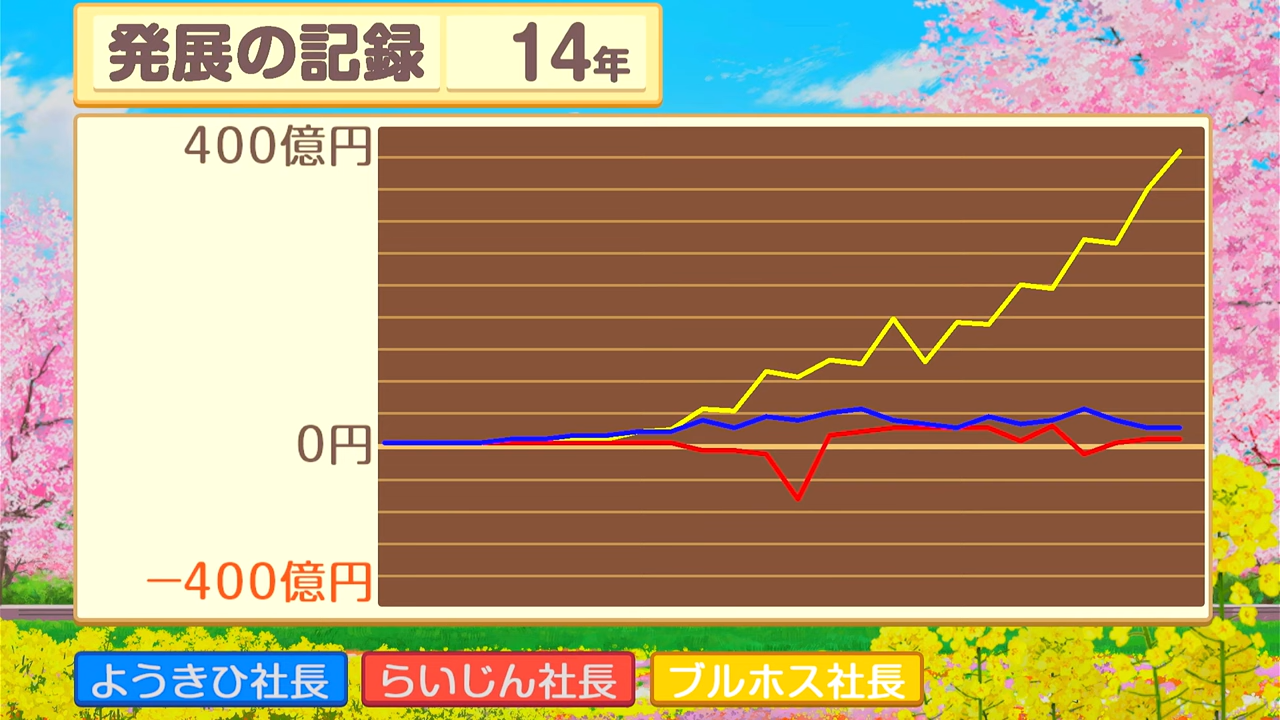 発展の記録 14年
400億円
0円
−400億円
ようきひ社長 らいじん社長 ブルホス社長